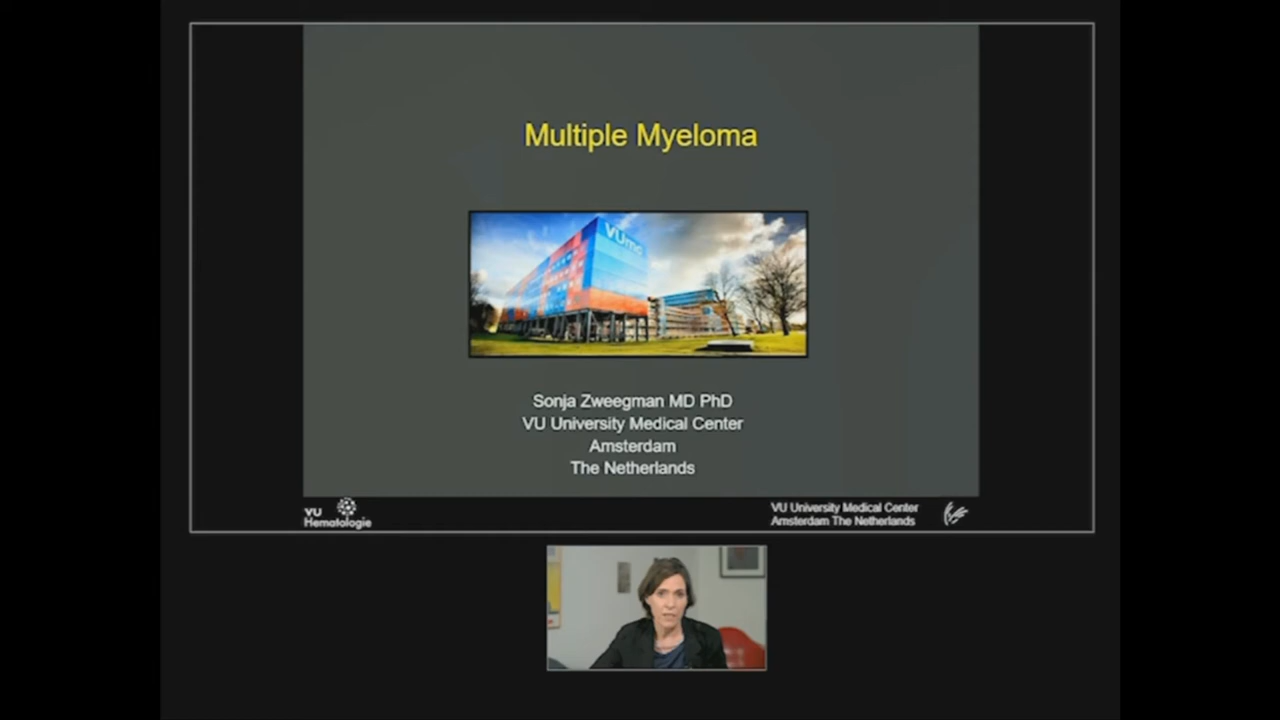 Multiple Myeloma
VUmc
Sonja Zweegman MD PhD
VU University Medical Center
Amsterdam
The Netherlands
VU
Hematologie
VU University Medical Center
Amsterdam The Netherlands